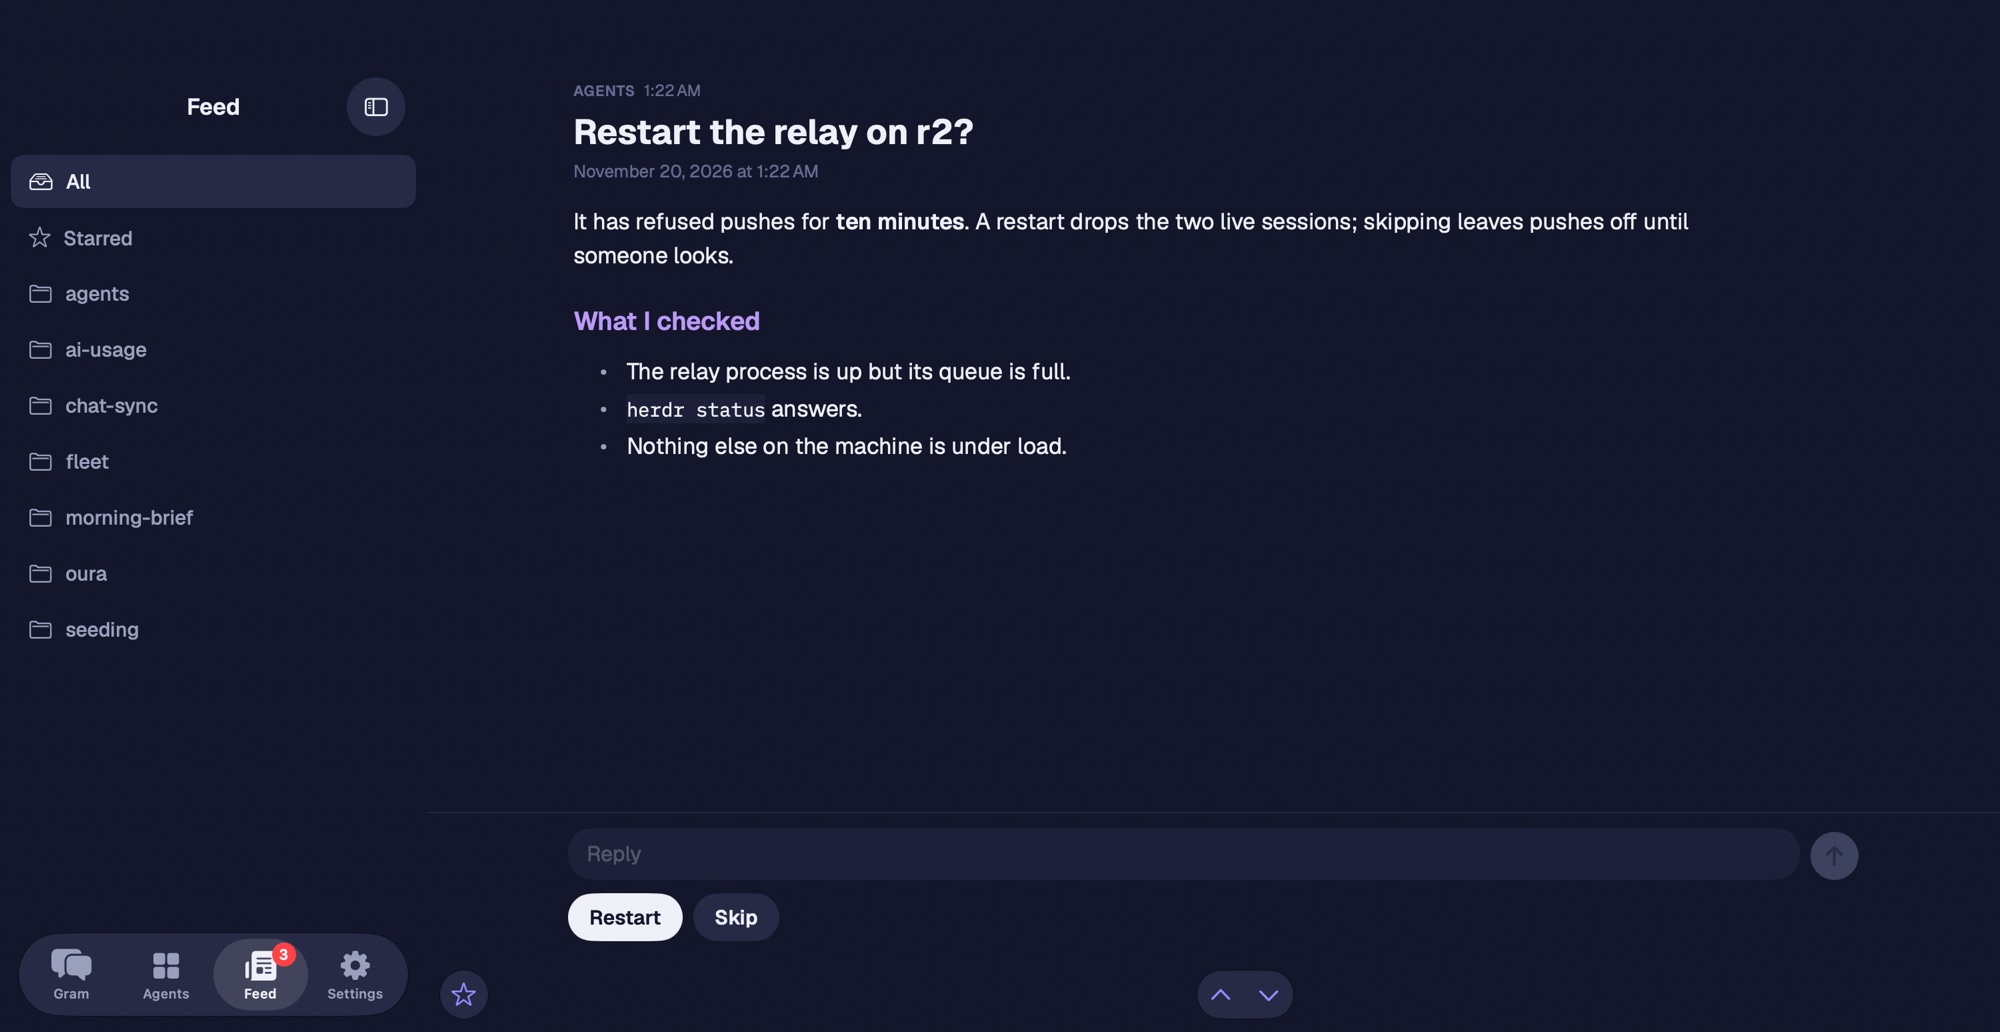 Feed
All
Starred
agents
ai-usage
chat-sync
fleet
morning-brief
oura
seeding
AGENTS 1:22 AM
Restart the relay on r2?
November 20, 2026 at 1:22 AM
It has refused pushes for ten minutes. A restart drops the two live sessions; skipping leaves pushes off until
someone looks.
What I checked
• The relay process is up but its queue is full.
• herdr status answers.
• Nothing else on the machine is under load.
Reply
Restart Skip
3
Gram Agents Feed Settings